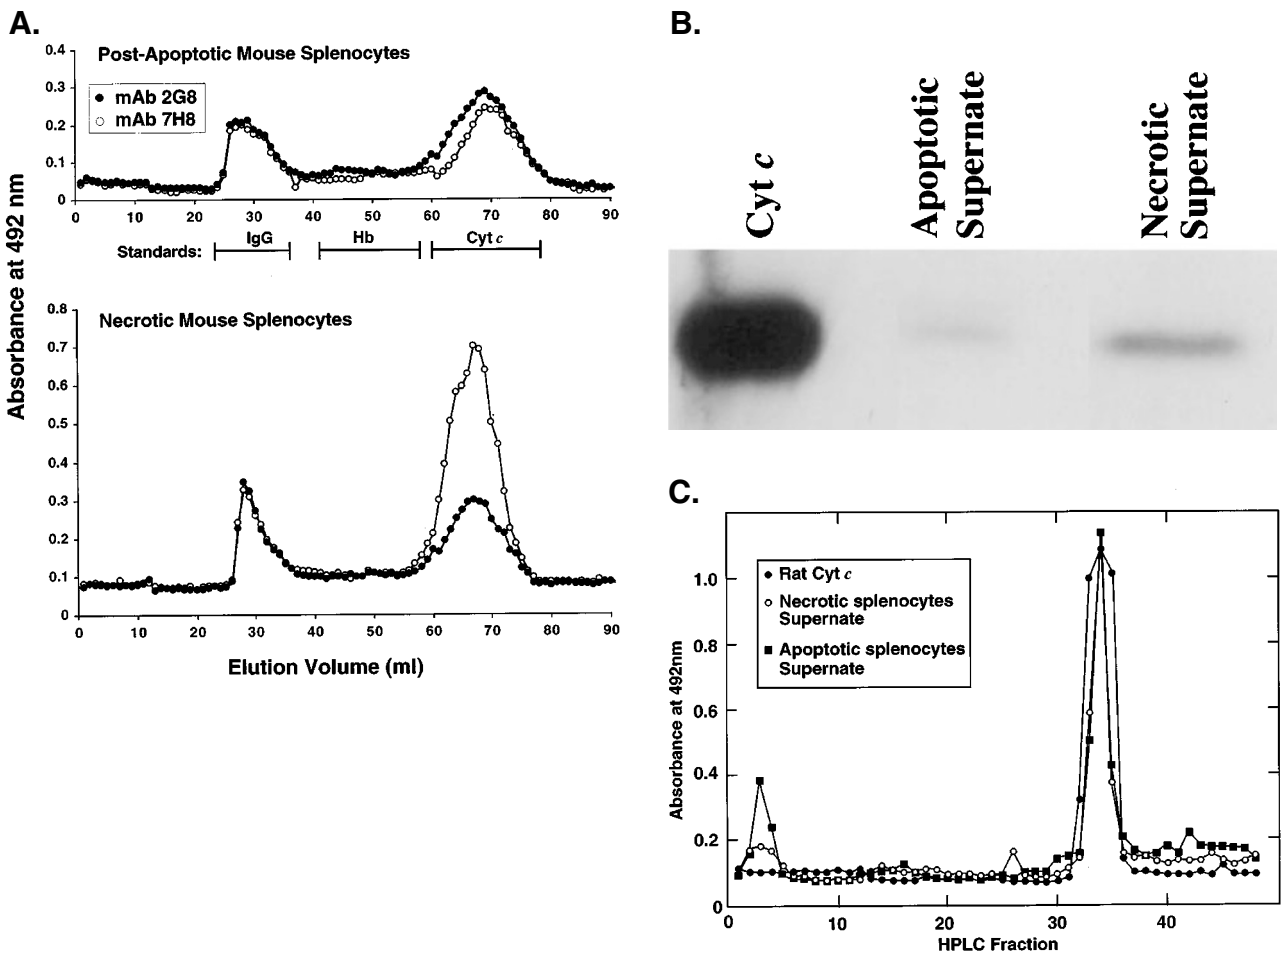 A.
Post-Apoptotic Mouse Splenocytes
0.4
0.3
0.2
0.1
0
mAb 2G8
mAb 7H8
0 10 20 30 40 50 60 70 80 90
Standards: IgG Hb Cyt c
Absorbance at 492 nm
Necrotic Mouse Splenocytes
0.8
0.7
0.6
0.5
0.4
0.3
0.2
0.1
0
0 10 20 30 40 50 60 70 80 90
Elution Volume (ml)
B.
Cyt c
Apoptotic
Supernate
Necrotic
Supernate
C.
Rat Cyt c
Necrotic splenocytes
Supernate
Apoptotic splenocytes
Supernate
1.0
0.8
0.6
0.4
0.2
0
Absorbance at 492nm
0 10 20 30 40
HPLC Fraction